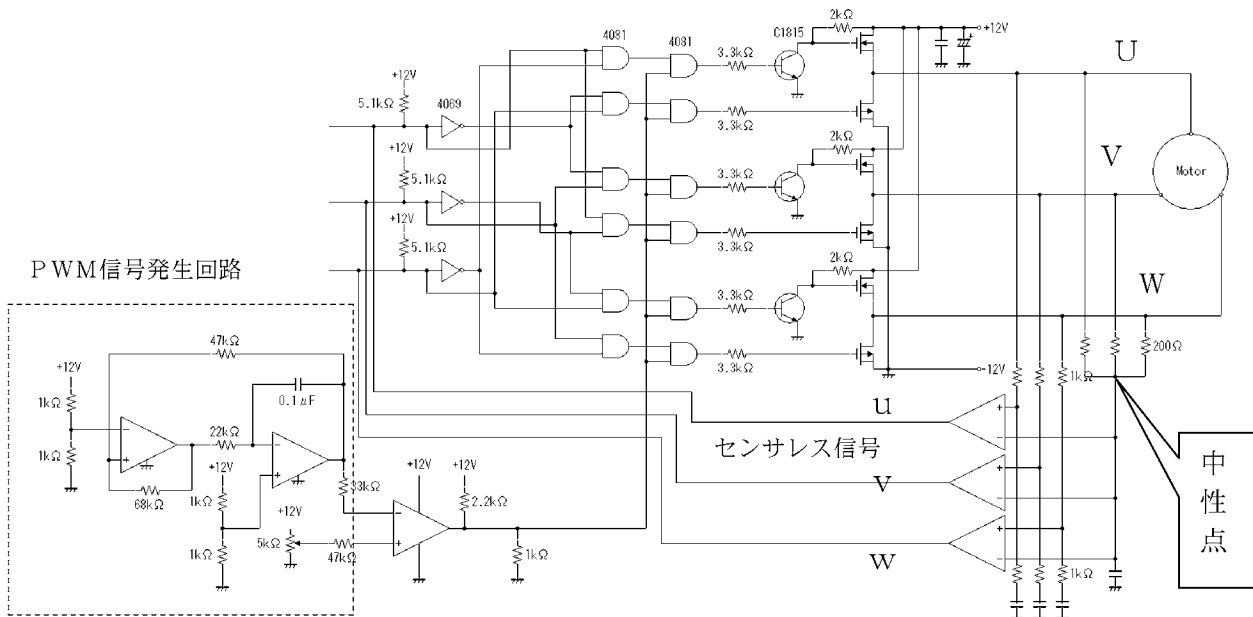 2kΩ
+12V
4081
4081
C1815
3.3kΩ
U
+12V
5.1kΩ
4069
3.3kΩ
2kΩ
+12V
V
Motor
5.1kΩ
3.3kΩ
+12V
3.3kΩ
5.1kΩ
2kΩ
W
PWM信号発生回路
3.3kΩ
200Ω
47kΩ
3.3kΩ
-12V
1kΩ
+12V
0.1μF
u
1kΩ
22kΩ
センサレス信号
中性点
1kΩ
+12V
+12V
v
33kΩ
2.2kΩ
68kΩ
1kΩ
+12V
5kΩ
1kΩ
47kΩ
1kΩ
w
1kΩ